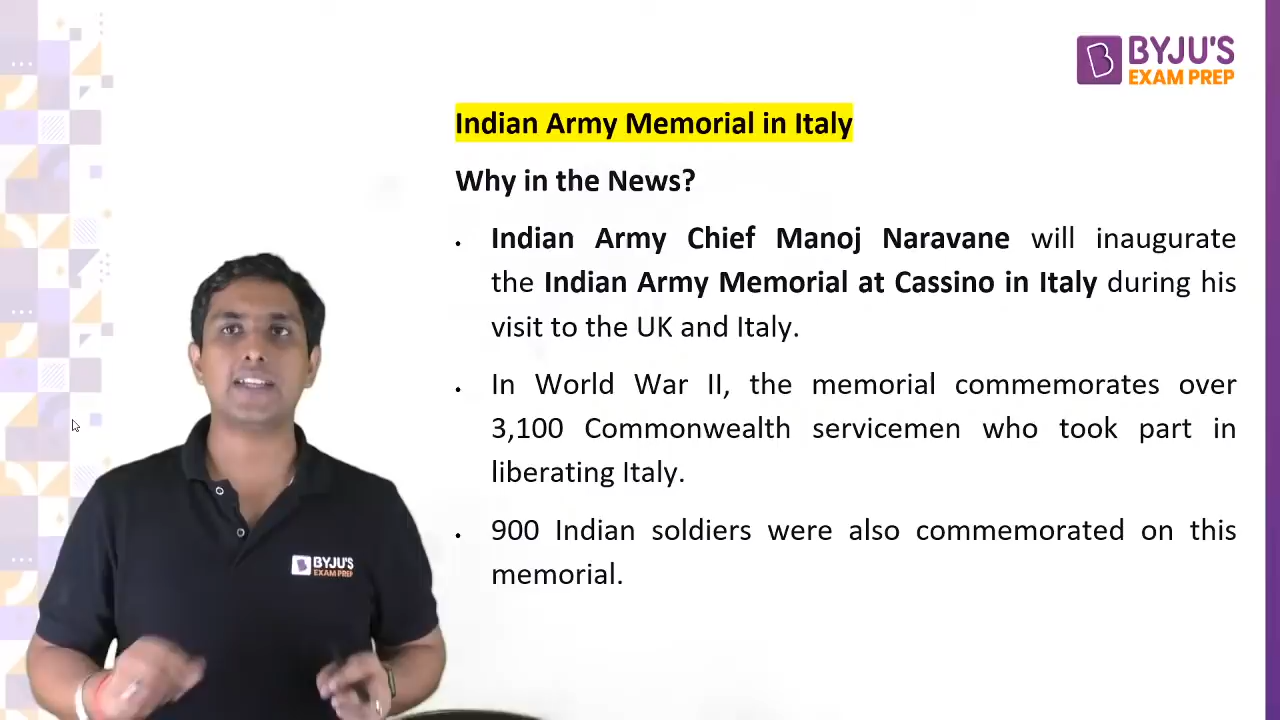 BYJU'S
EXAM PREP
Indian Army Memorial in Italy
Why in the News?
• Indian Army Chief Manoj Naravane will inaugurate
the Indian Army Memorial at Cassino in Italy during his
visit to the UK and Italy.
• In World War II, the memorial commemorates over
3,100 Commonwealth servicemen who took part in
liberating Italy.
• 900 Indian soldiers were also commemorated on this
memorial.
BYJU'S
EXAM PREP